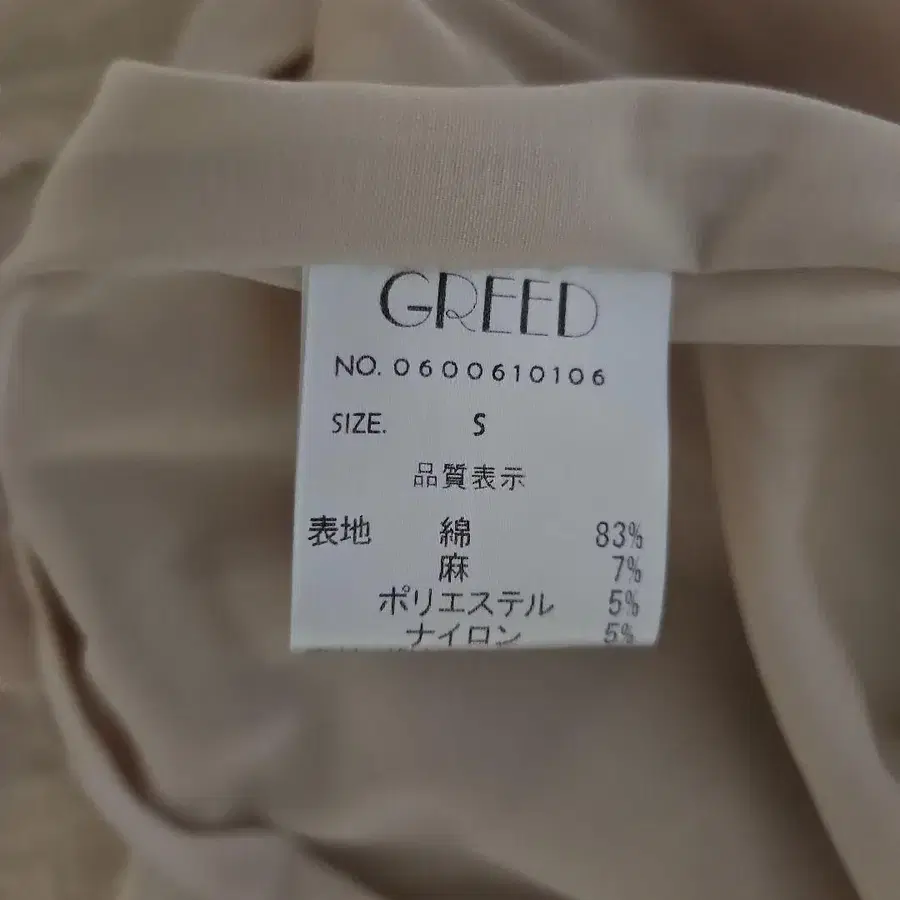 GREED
NO. 0600610106
SIZE. S
品質表示
表地 綿 83%
麻 7%
ポリエステル 5%
ナイロン 5%